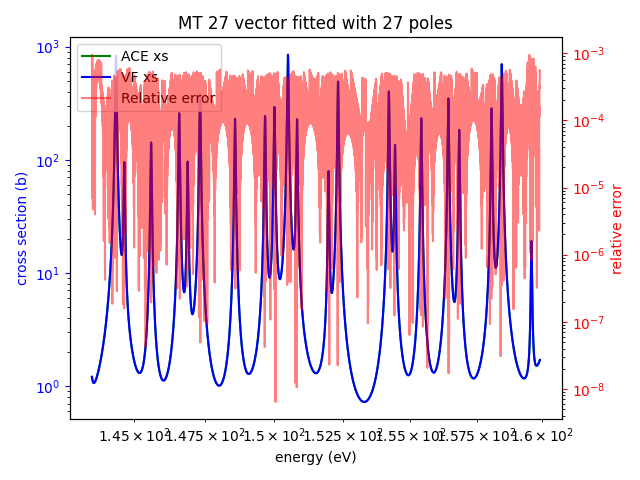 MT 27 vector fitted with 27 poles
ACE xs
VF xs
Relative error
cross section (b)
10³
10²
10¹
10⁰
relative error
10⁻³
10⁻⁴
10⁻⁵
10⁻⁶
10⁻⁷
10⁻⁸
1.45 × 10² 1.475 × 10² 1.5 × 10² 1.525 × 10² 1.55 × 10² 1.575 × 10² 1.6 × 10²
energy (eV)